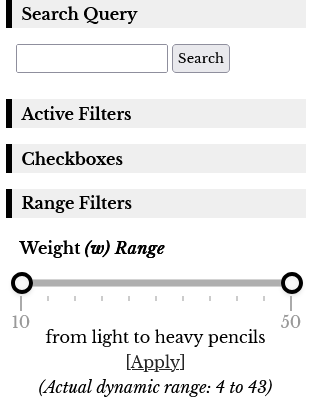 Search Query
Search
Active Filters
Checkboxes
Range Filters
Weight (w) Range
10 50
from light to heavy pencils
[Apply]
(Actual dynamic range: 4 to 43)